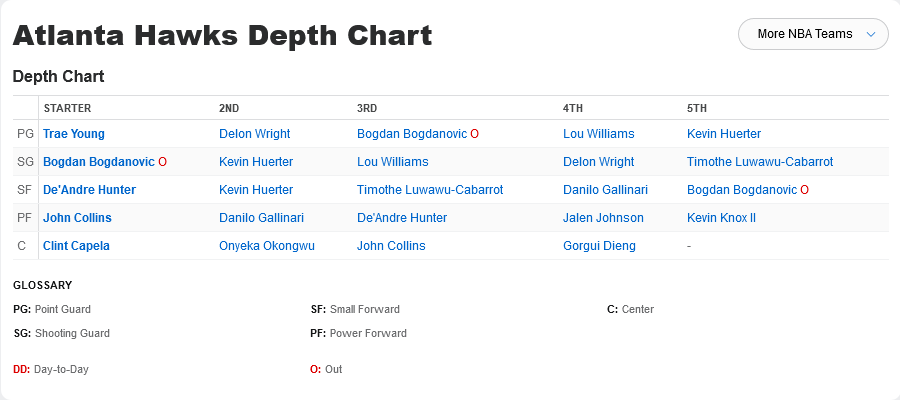 Atlanta Hawks Depth Chart
More NBA Teams
Depth Chart
STARTER 2ND 3RD 4TH 5TH
PG Trae Young Delon Wright Bogdan Bogdanovic O Lou Williams Kevin Huerter
SG Bogdan Bogdanovic O Kevin Huerter Lou Williams Delon Wright Timothe Luwawu-Cabarrot
SF De'Andre Hunter Kevin Huerter Timothe Luwawu-Cabarrot Danilo Gallinari Bogdan Bogdanovic O
PF John Collins Danilo Gallinari De'Andre Hunter Jalen Johnson Kevin Knox II
C Clint Capela Onyeka Okongwu John Collins Gorgui Dieng -
GLOSSARY
PG: Point Guard SF: Small Forward C: Center
SG: Shooting Guard PF: Power Forward
DD: Day-to-Day O: Out